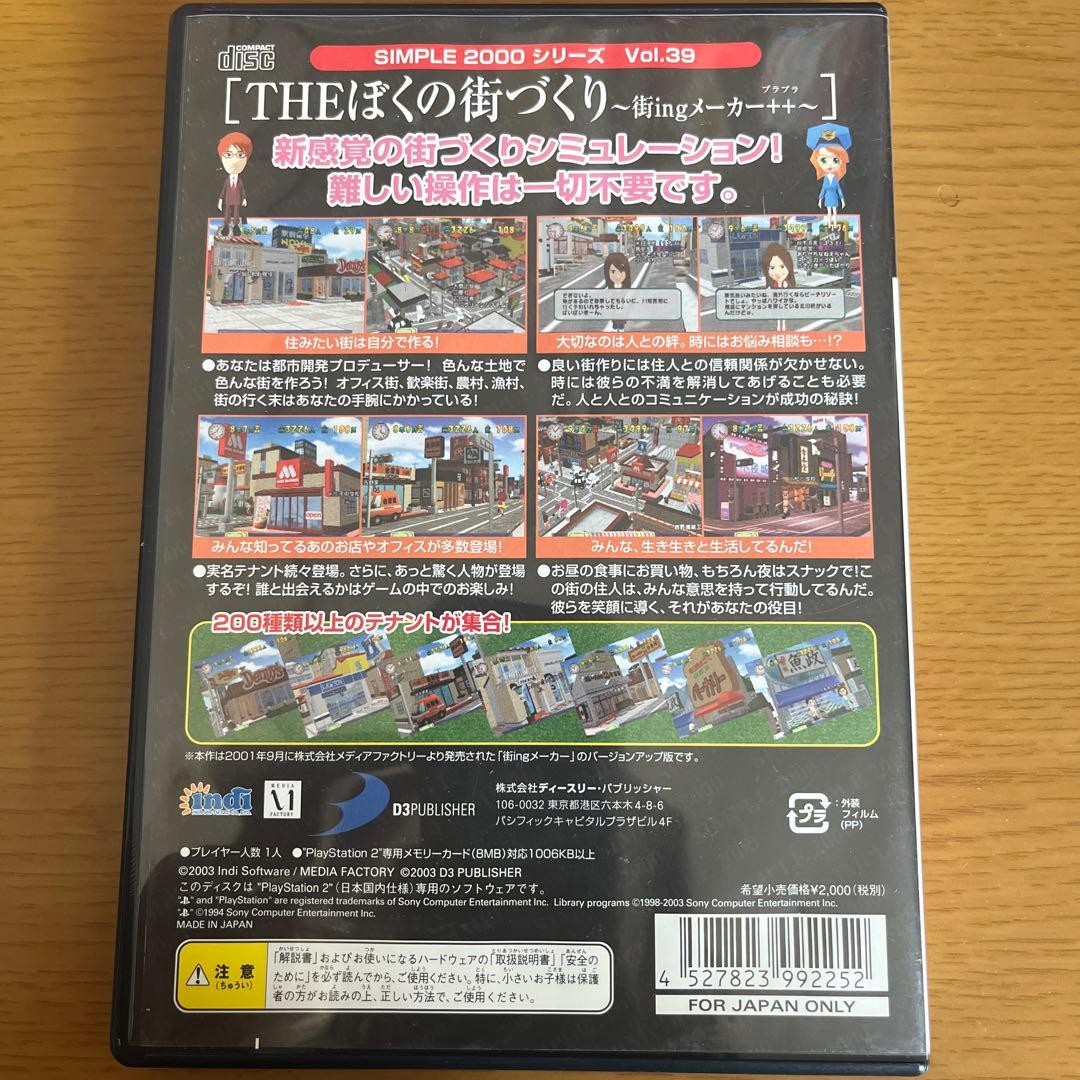 COMPACT
disc
SIMPLE 2000 シリーズ Vol.39
プラプラ
[THEぼくの街づくり～街ingメーカー++～]
新感覚の街づくりシミュレーション!
難しい操作は一切不要です。
住みたい街は自分で作る!
大切なのは人との絆。時にはお悩み相談も…!?
●あなたは都市開発プロデューサー! 色んな土地で
色んな街を作ろう! オフィス街、歓楽街、農村、漁村、
街の行く末はあなたの手腕にかかっている!
●良い街作りには住人との信頼関係が欠かせない。
時には彼らの不満を解消してあげることも必要
だ。人と人とのコミュニケーションが成功の秘訣!
みんな知ってるあのお店やオフィスが多数登場!
みんな、生き生きと生活してるんだ!
●実名テナント続々登場。さらに、あっと驚く人物が登場
するぞ! 誰と出会えるかはゲームの中でのお楽しみ!
●お昼の食事にお買い物、もちろん夜はスナックで!こ
の街の住人は、みんな意思を持って行動してるんだ。
彼らを笑顔に導く、それがあなたの役目!
200種類以上のテナントが集合!
Denny's
魚政
※本作は2001年9月に株式会社メディアファクトリーより発売された「街ingメーカー」のバージョンアップ版です。
indi
MEDIA
FACTORY
D3PUBLISHER
株式会社ディースリー・パブリッシャー
106-0032 東京都港区六本木4-8-6
パシフィックキャピタルプラザビル4F
プラ
:外装
フィルム
(PP)
●プレイヤー人数 1人 ●"PlayStation 2"専用メモリーカード(8MB)対応1006KB以上
©2003 Indi Software / MEDIA FACTORY ©2003 D3 PUBLISHER
このディスクは "PlayStation 2"(日本国内仕様)専用のソフトウェアです。
希望小売価格¥2,000(税別)
" " and "PlayStation" are registered trademarks of Sony Computer Entertainment Inc. Library programs ©1998-2003 Sony Computer Entertainment Inc.
" " ©1994 Sony Computer Entertainment Inc.
MADE IN JAPAN
注意
(ちゅうい)
「解説書」およびお使いになるハードウェアの「取扱説明書」「安全の
ために」を必ず読んでから、ご使用ください。特に、小さいお子様は保護
者の方がお読みの上、正しい方法で、ご使用ください。
4 527823 992252
FOR JAPAN ONLY